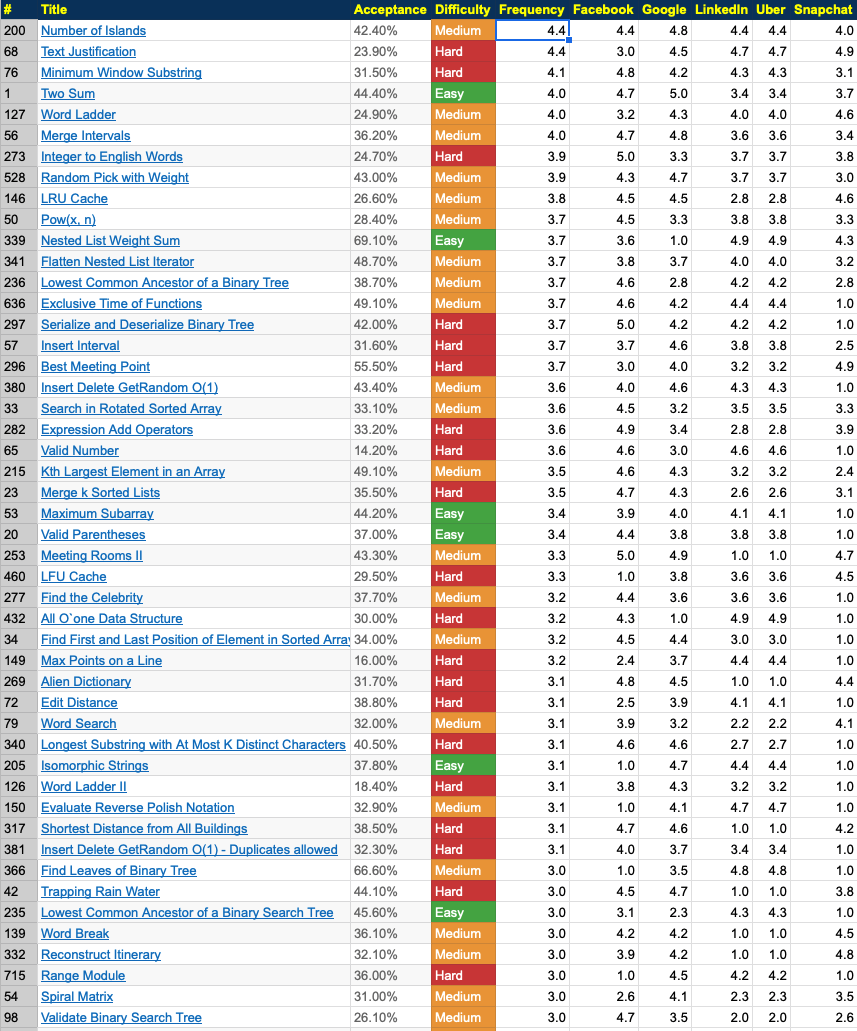 # Title Acceptance Difficulty Frequency Facebook Google LinkedIn Uber Snapchat
200 Number of Islands 42.40% Medium 4.4 4.4 4.8 4.4 4.4 4.0
68 Text Justification 23.90% Hard 4.4 3.0 4.5 4.7 4.7 4.9
76 Minimum Window Substring 31.50% Hard 4.1 4.8 4.2 4.3 4.3 3.1
1 Two Sum 44.40% Easy 4.0 4.7 5.0 3.4 3.4 3.7
127 Word Ladder 24.90% Medium 4.0 3.2 4.3 4.0 4.0 4.6
56 Merge Intervals 36.20% Medium 4.0 4.7 4.8 3.6 3.6 3.4
273 Integer to English Words 24.70% Hard 3.9 5.0 3.3 3.7 3.7 3.8
528 Random Pick with Weight 43.00% Medium 3.9 4.3 4.7 3.7 3.7 3.0
146 LRU Cache 26.60% Medium 3.8 4.5 4.5 2.8 2.8 4.6
50 Pow(x, n) 28.40% Medium 3.7 4.5 3.3 3.8 3.8 3.3
339 Nested List Weight Sum 69.10% Easy 3.7 3.6 1.0 4.9 4.9 4.3
341 Flatten Nested List Iterator 48.70% Medium 3.7 3.8 3.7 4.0 4.0 3.2
236 Lowest Common Ancestor of a Binary Tree 38.70% Medium 3.7 4.6 2.8 4.2 4.2 2.8
636 Exclusive Time of Functions 49.10% Medium 3.7 4.6 4.2 4.4 4.4 1.0
297 Serialize and Deserialize Binary Tree 42.00% Hard 3.7 5.0 4.2 4.2 4.2 1.0
57 Insert Interval 31.60% Hard 3.7 3.7 4.6 3.8 3.8 2.5
296 Best Meeting Point 55.50% Hard 3.7 3.0 4.0 3.2 3.2 4.9
380 Insert Delete GetRandom O(1) 43.40% Medium 3.6 4.0 4.6 4.3 4.3 1.0
33 Search in Rotated Sorted Array 33.10% Medium 3.6 4.5 3.2 3.5 3.5 3.3
282 Expression Add Operators 33.20% Hard 3.6 4.9 3.4 2.8 2.8 3.9
65 Valid Number 14.20% Hard 3.6 4.6 3.0 4.6 4.6 1.0
215 Kth Largest Element in an Array 49.10% Medium 3.5 4.6 4.3 3.2 3.2 2.4
23 Merge k Sorted Lists 35.50% Hard 3.5 4.7 4.3 2.6 2.6 3.1
53 Maximum Subarray 44.20% Easy 3.4 3.9 4.0 4.1 4.1 1.0
20 Valid Parentheses 37.00% Easy 3.4 4.4 3.8 3.8 3.8 1.0
253 Meeting Rooms II 43.30% Medium 3.3 5.0 4.9 1.0 1.0 4.7
460 LFU Cache 29.50% Hard 3.3 1.0 3.8 3.6 3.6 4.5
277 Find the Celebrity 37.70% Medium 3.2 4.4 3.6 3.6 3.6 1.0
432 All O`one Data Structure 30.00% Hard 3.2 4.3 1.0 4.9 4.9 1.0
34 Find First and Last Position of Element in Sorted Array 34.00% Medium 3.2 4.5 4.4 3.0 3.0 1.0
149 Max Points on a Line 16.00% Hard 3.2 2.4 3.7 4.4 4.4 1.0
269 Alien Dictionary 31.70% Hard 3.1 4.8 4.5 1.0 1.0 4.4
72 Edit Distance 38.80% Hard 3.1 2.5 3.9 4.1 4.1 1.0
79 Word Search 32.00% Medium 3.1 3.9 3.2 2.2 2.2 4.1
340 Longest Substring with At Most K Distinct Characters 40.50% Hard 3.1 4.6 4.6 2.7 2.7 1.0
205 Isomorphic Strings 37.80% Easy 3.1 1.0 4.7 4.4 4.4 1.0
126 Word Ladder II 18.40% Hard 3.1 3.8 4.3 3.2 3.2 1.0
150 Evaluate Reverse Polish Notation 32.90% Medium 3.1 1.0 4.1 4.7 4.7 1.0
317 Shortest Distance from All Buildings 38.50% Hard 3.1 4.7 4.6 1.0 1.0 4.2
381 Insert Delete GetRandom O(1) - Duplicates allowed 32.30% Hard 3.1 4.0 3.7 3.4 3.4 1.0
366 Find Leaves of Binary Tree 66.60% Medium 3.0 1.0 3.5 4.8 4.8 1.0
42 Trapping Rain Water 44.10% Hard 3.0 4.5 4.7 1.0 1.0 3.8
235 Lowest Common Ancestor of a Binary Search Tree 45.60% Easy 3.0 3.1 2.3 4.3 4.3 1.0
139 Word Break 36.10% Medium 3.0 4.2 4.2 1.0 1.0 4.5
332 Reconstruct Itinerary 32.10% Medium 3.0 3.9 4.2 1.0 1.0 4.8
715 Range Module 36.00% Hard 3.0 1.0 4.5 4.2 4.2 1.0
54 Spiral Matrix 31.00% Medium 3.0 2.6 4.1 2.3 2.3 3.5
98 Validate Binary Search Tree 26.10% Medium 3.0 4.7 3.5 2.0 2.0 2.6